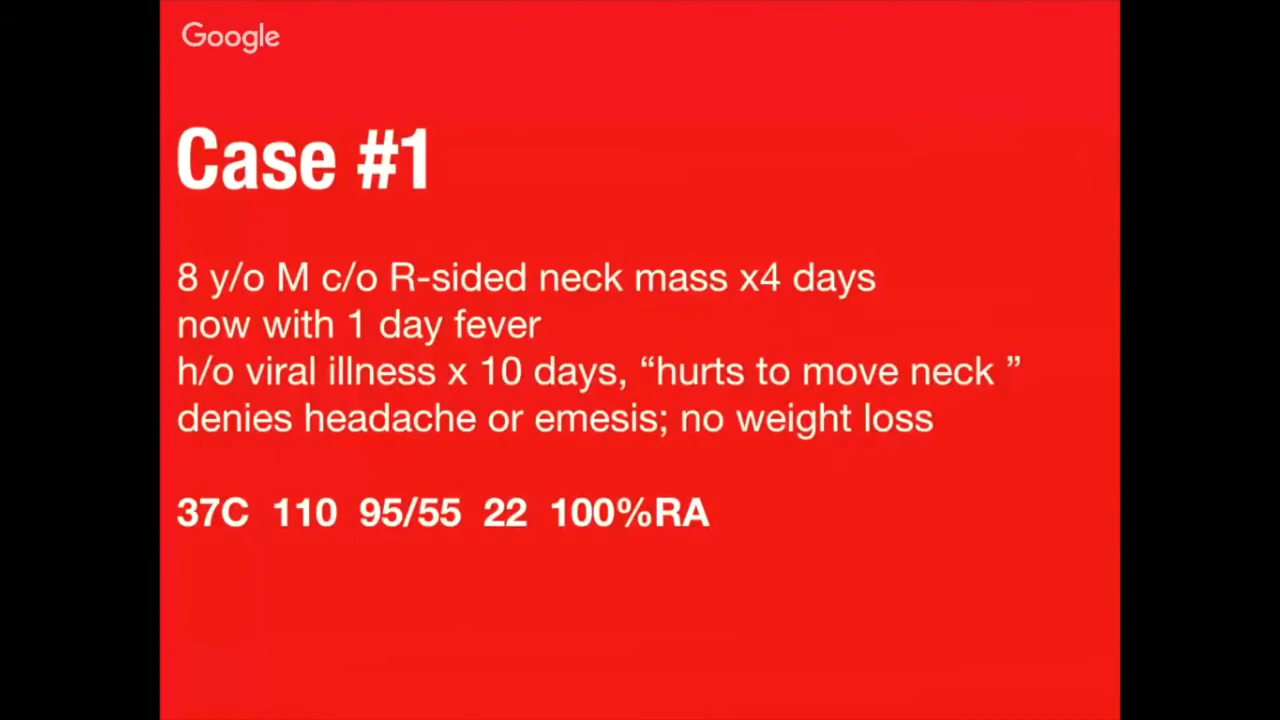 Google
Case #1
8 y/o M c/o R-sided neck mass x4 days
now with 1 day fever
h/o viral illness x 10 days, “hurts to move neck ”
denies headache or emesis; no weight loss
37C 110 95/55 22 100%RA